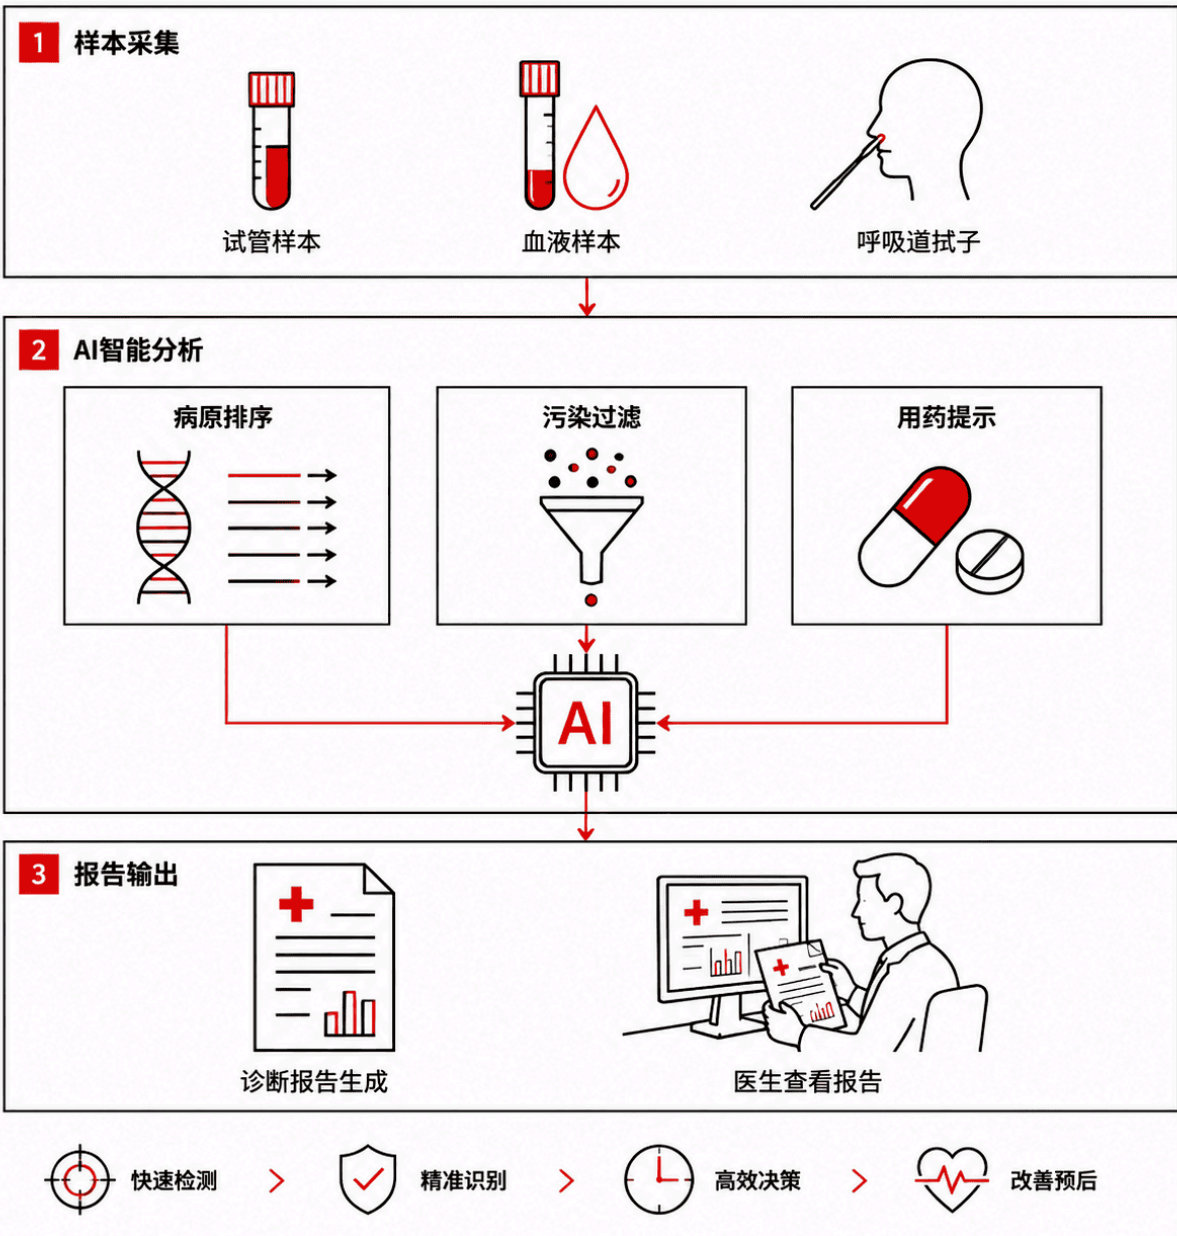 1 样本采集
试管样本
血液样本
呼吸道拭子
2 AI智能分析
病原排序
污染过滤
用药提示
AI
3 报告输出
诊断报告生成
医生查看报告
快速检测
精准识别
高效决策
改善预后